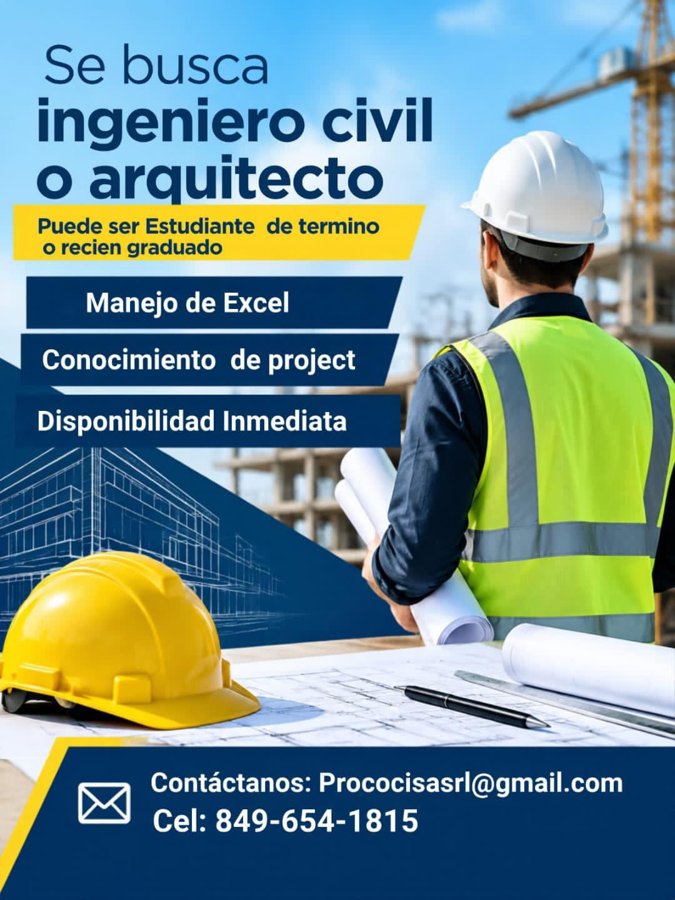 Se busca
ingeniero civil
o arquitecto
Puede ser Estudiante de termino
o recien graduado
Manejo de Excel
Conocimiento de project
Disponibilidad Inmediata
Contáctanos: Prococisasrl@gmail.com
Cel: 849-654-1815